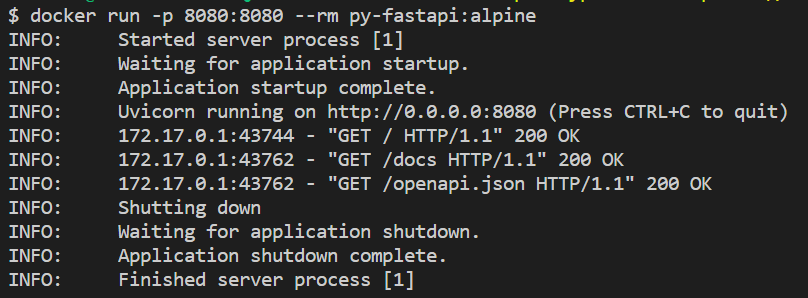 $ docker run -p 8080:8080 --rm py-fastapi:alpine
INFO:     Started server process [1]
INFO:     Waiting for application startup.
INFO:     Application startup complete.
INFO:     Uvicorn running on http://0.0.0.0:8080 (Press CTRL+C to quit)
INFO:     172.17.0.1:43744 - "GET / HTTP/1.1" 200 OK
INFO:     172.17.0.1:43762 - "GET /docs HTTP/1.1" 200 OK
INFO:     172.17.0.1:43762 - "GET /openapi.json HTTP/1.1" 200 OK
INFO:     Shutting down
INFO:     Waiting for application shutdown.
INFO:     Application shutdown complete.
INFO:     Finished server process [1]